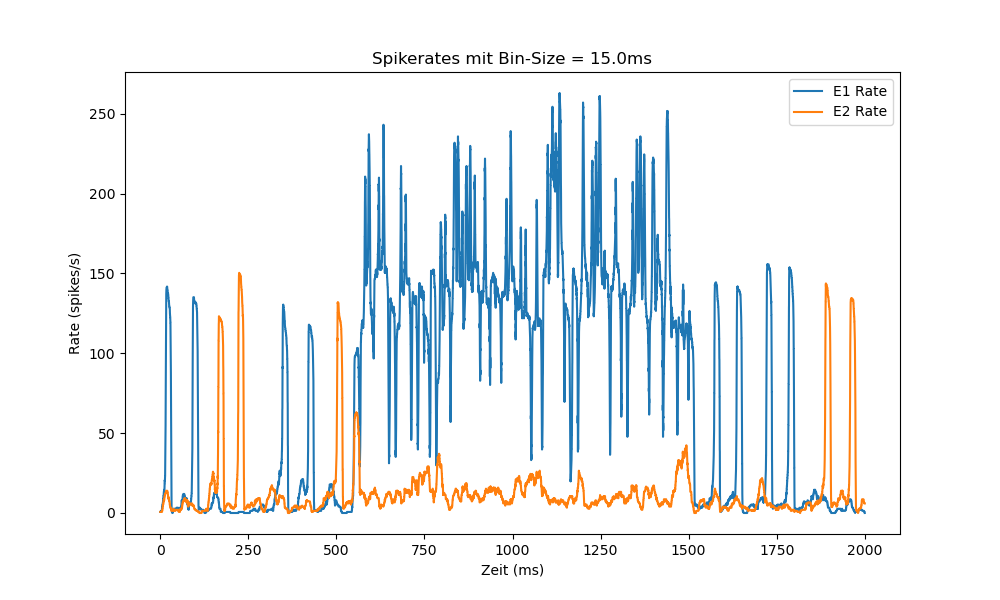 Spikerates mit Bin-Size = 15.0ms
E1 Rate
E2 Rate
Rate (spikes/s)
250
200
150
100
50
0
0 250 500 750 1000 1250 1500 1750 2000
Zeit (ms)